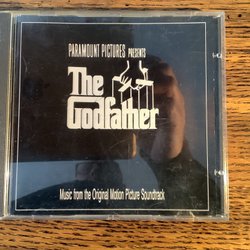 PARAMOUNT PICTURES PRESENTS
The
Godfather
Music from the Original Motion Picture Soundtrack